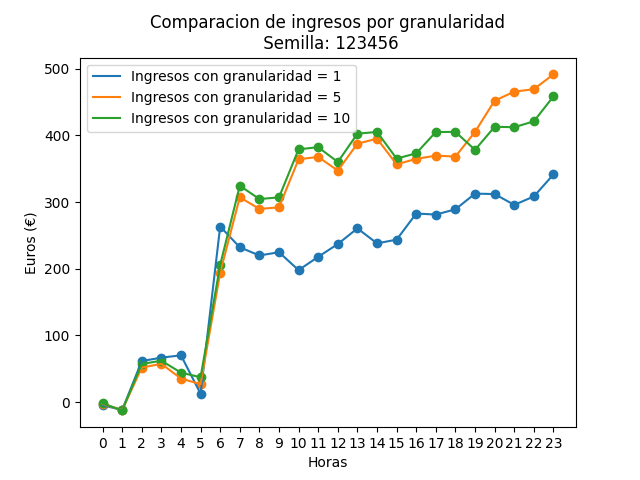 Comparacion de ingresos por granularidad
Semilla: 123456
Ingresos con granularidad = 1
Ingresos con granularidad = 5
Ingresos con granularidad = 10
500
400
300
200
100
0
Euros (€)
0 1 2 3 4 5 6 7 8 9 10 11 12 13 14 15 16 17 18 19 20 21 22 23
Horas